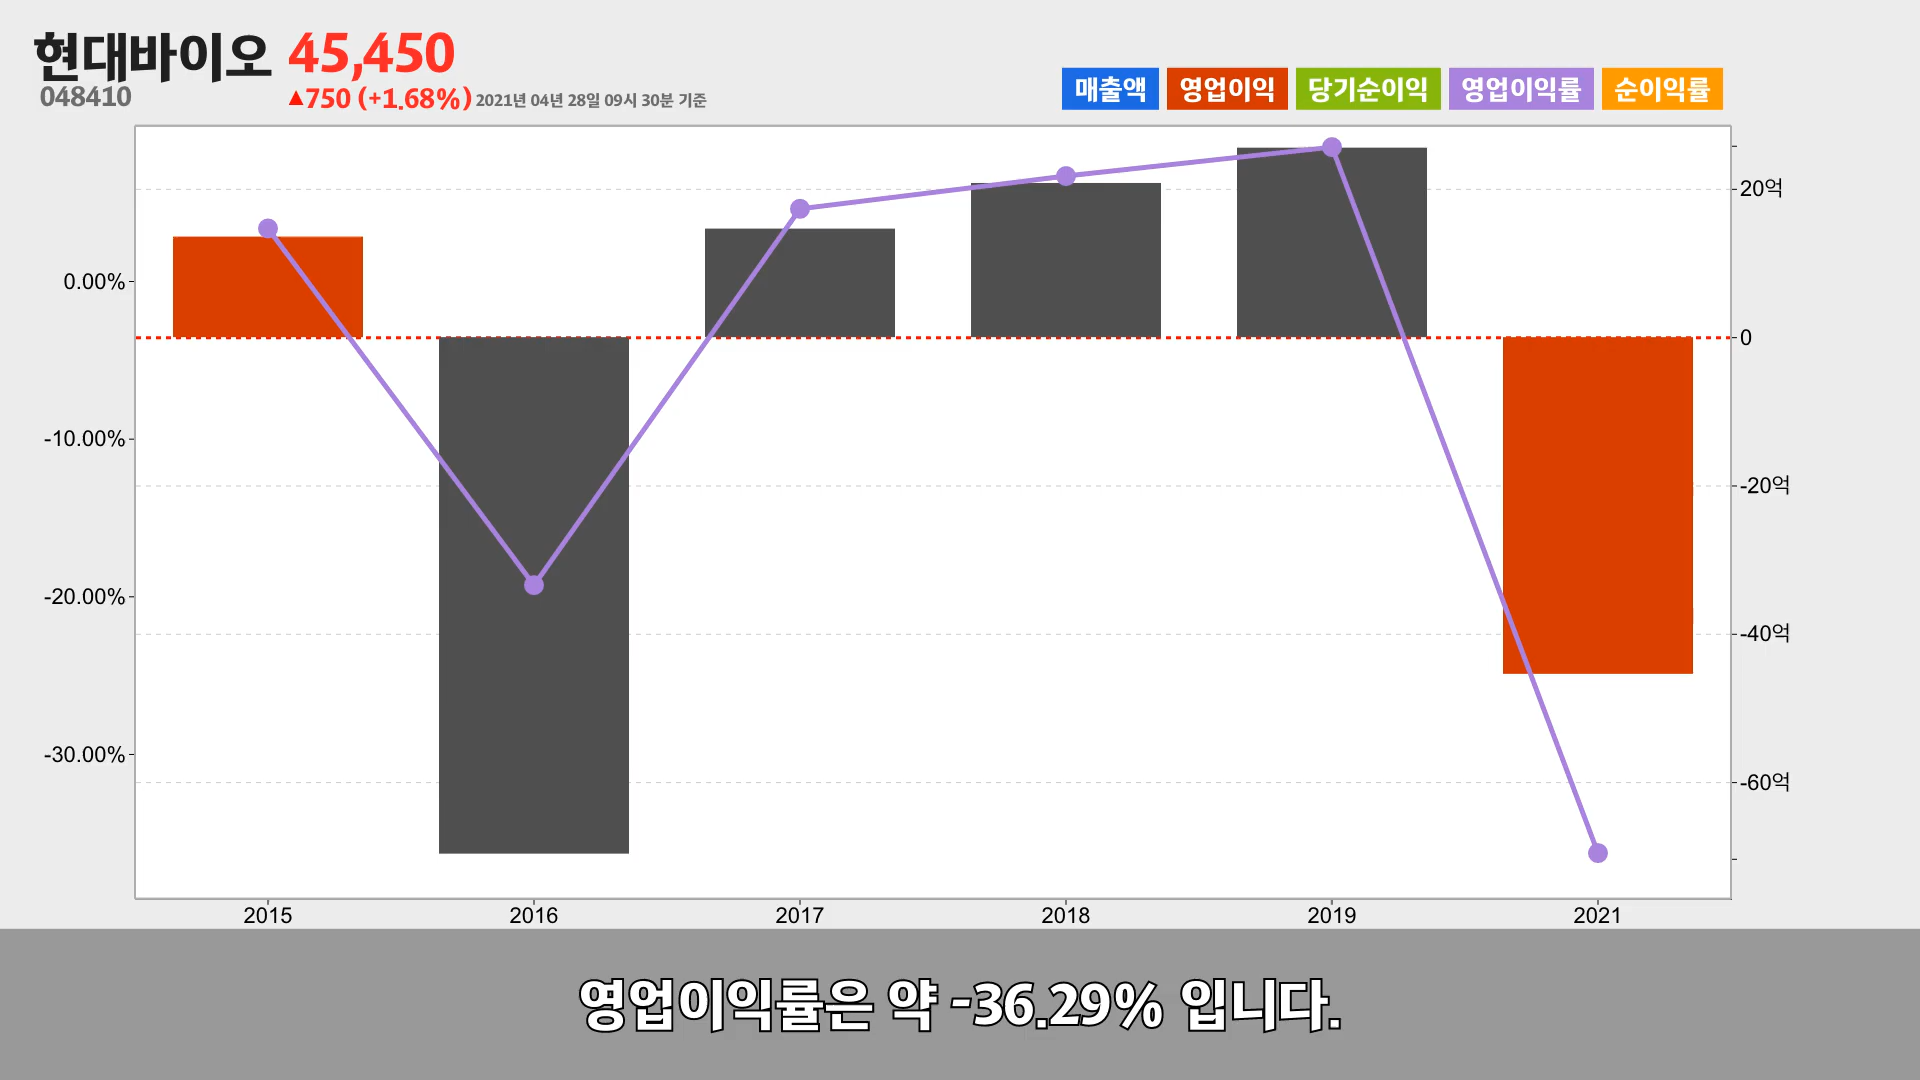 현대바이오 45,450
048410 ▲750 (+1.68%) 2021년 04년 28일 09시 30분 기준
매출액 영업이익 당기순이익 영업이익률 순이익률
0.00%
-10.00%
-20.00%
-30.00%
20억
0
-20억
-40억
-60억
2015 2016 2017 2018 2019 2021
영업이익률은 약 -36.29% 입니다.